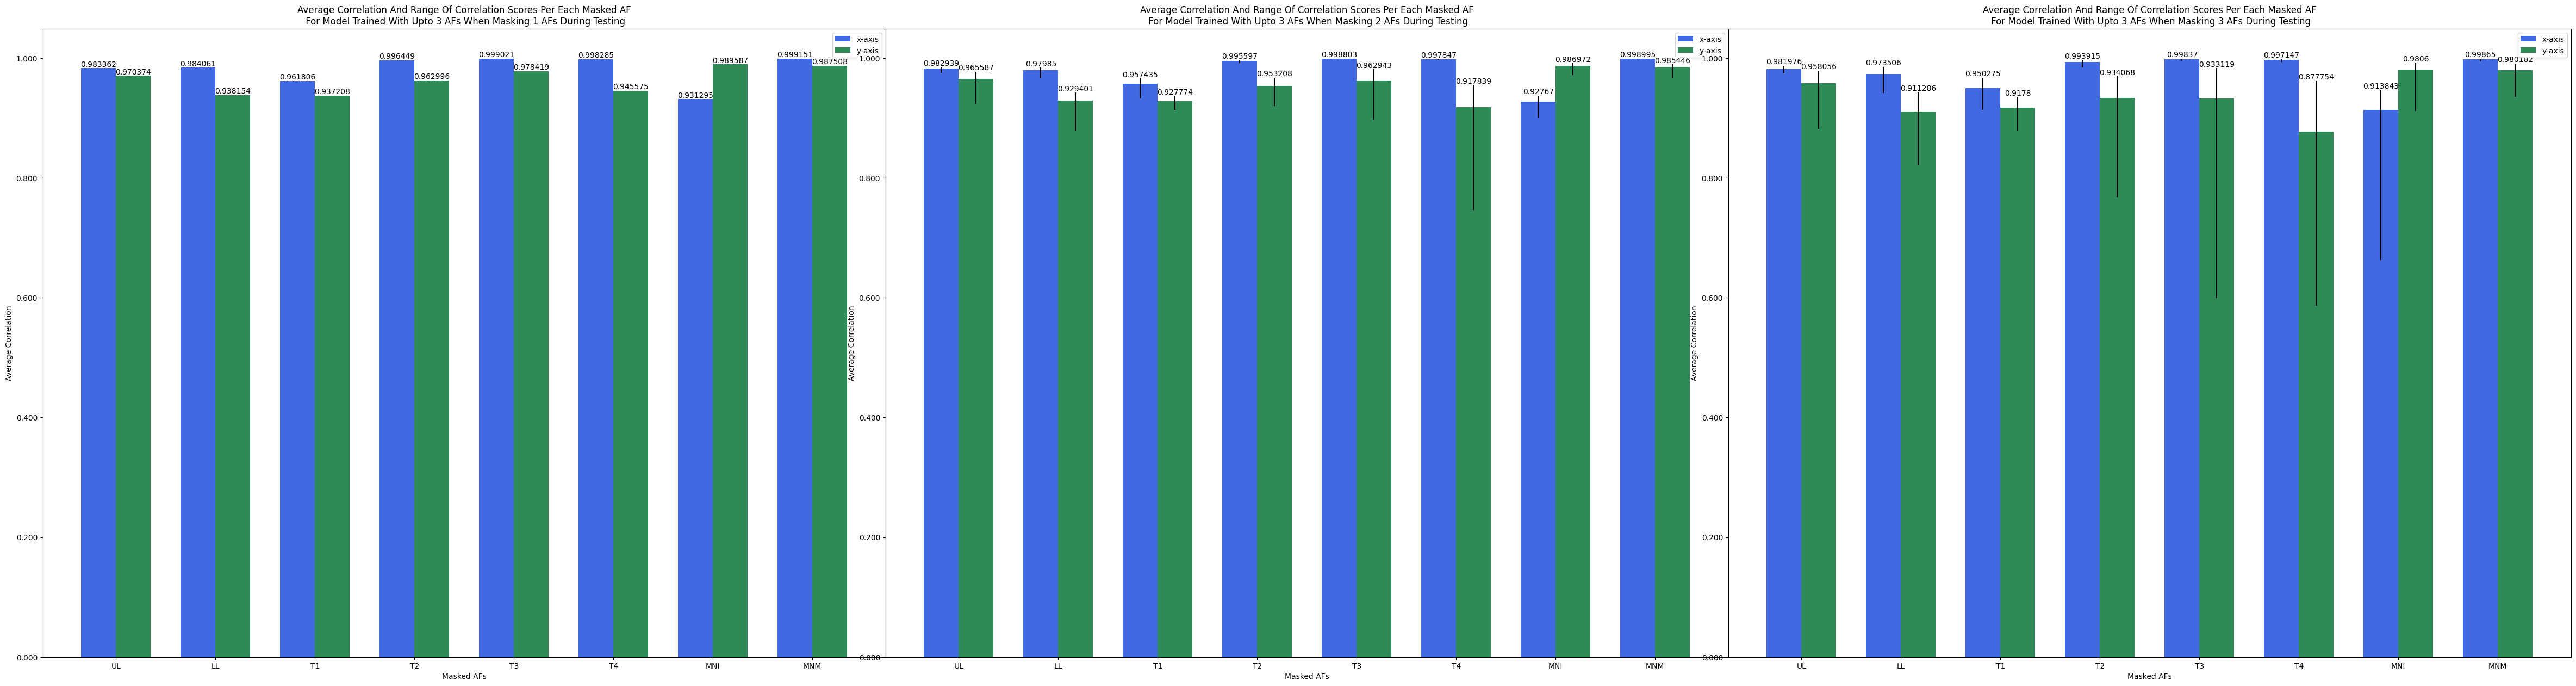 Average Correlation And Range Of Correlation Scores Per Each Masked AF
For Model Trained With Upto 3 AFs When Masking 1 AFs During Testing
x-axis
y-axis
1.000
0.800
0.600
0.400
0.200
0.000
Average Correlation
0.983362
0.970374
0.984061
0.938154
0.961806
0.937208
0.996449
0.962996
0.999021
0.978419
0.998285
0.945575
0.931295
0.989587
0.999151
0.987508
UL
LL
T1
T2
T3
T4
MNI
MNM
Masked AFs
Average Correlation And Range Of Correlation Scores Per Each Masked AF
For Model Trained With Upto 3 AFs When Masking 2 AFs During Testing
x-axis
y-axis
1.000
0.800
0.600
0.400
0.200
0.000
Average Correlation
0.982939
0.965587
0.97985
0.929401
0.957435
0.927774
0.995597
0.953208
0.998803
0.962943
0.997847
0.917839
0.92767
0.986972
0.998995
0.985446
UL
LL
T1
T2
T3
T4
MNI
MNM
Masked AFs
Average Correlation And Range Of Correlation Scores Per Each Masked AF
For Model Trained With Upto 3 AFs When Masking 3 AFs During Testing
x-axis
y-axis
1.000
0.800
0.600
0.400
0.200
0.000
Average Correlation
0.981976
0.958056
0.973506
0.911286
0.950275
0.9178
0.993915
0.934068
0.99837
0.933119
0.997147
0.877754
0.913843
0.9806
0.99865
0.980182
UL
LL
T1
T2
T3
T4
MNI
MNM
Masked AFs